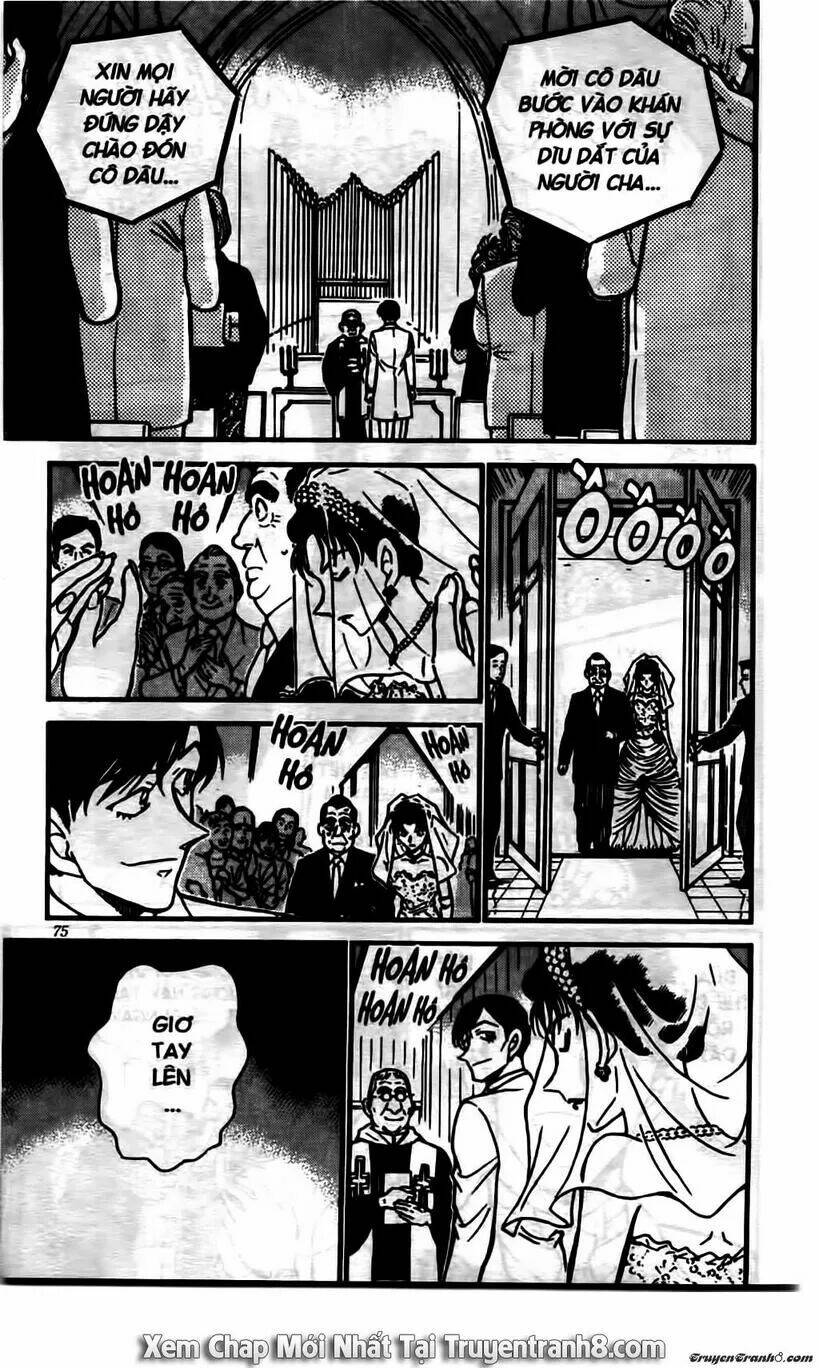 MỜI CÔ DÂU
BƯỚC VÀO KHÁN
PHÒNG VỚI SỰ
DÌU DẮT CỦA
NGƯỜI CHA...
XIN MỌI
NGƯỜI HÃY
ĐỨNG DẬY
CHÀO ĐÓN
CÔ DÂU...
Ồ Ồ Ồ Ồ
HOAN HOAN
HÔ HÔ
HOAN
HÔ
HOAN
HÔ
75
HOAN HÔ
HOAN HÔ
GIƠ
TAY
LÊN
...
Xem Chap Mới Nhất Tại Truyentranh8.com
TruyenTranh8.com